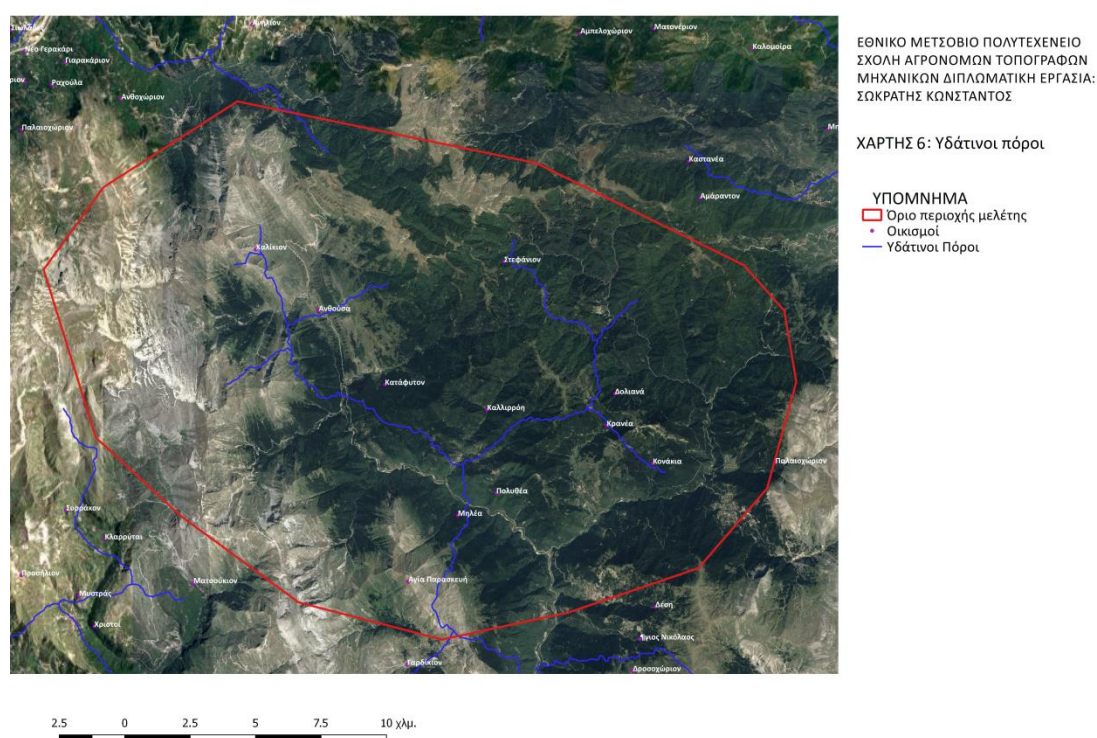 ΕΘΝΙΚΟ ΜΕΤΣΟΒΙΟ ΠΟΛΥΤΕΧΕΝΕΙΟ
ΣΧΟΛΗ ΑΓΡΟΝΟΜΩΝ ΤΟΠΟΓΡΑΦΩΝ
ΜΗΧΑΝΙΚΩΝ ΔΙΠΛΩΜΑΤΙΚΗ ΕΡΓΑΣΙΑ:
ΣΩΚΡΑΤΗΣ ΚΩΝΣΤΑΝΤΟΣ
ΧΑΡΤΗΣ 6: Υδάτινοι πόροι
ΥΠΟΜΝΗΜΑ
Όριο περιοχής μελέτης
Οικισμοί
Υδάτινοι Πόροι
Αμπελοχώριον
Ματονέριον
Καλομοίρα
Νέο Γερακάρι
Γιαρακάριον
Ραχούλα
Ανθοχώριον
Παλαιοχώριον
Καστανέα
Αμάραντον
Χαλίκιον
Στεφάνιον
Ανθούσα
Κατάφυτον
Δολιανά
Καλλιρρόη
Κρανέα
Κονάκια
Παλαιοχώριον
Πολυθέα
Μηλέα
Συρράκον
Κλαρρύται
Προσήλιον
Ματσούκιον
Αγία Παρασκευή
Μυστράς
Δέση
Χριστοί
Άγιος Νικόλαος
Γαρδίκιον
Δροσοχώριον
2.5 0 2.5 5 7.5 10 χλμ.